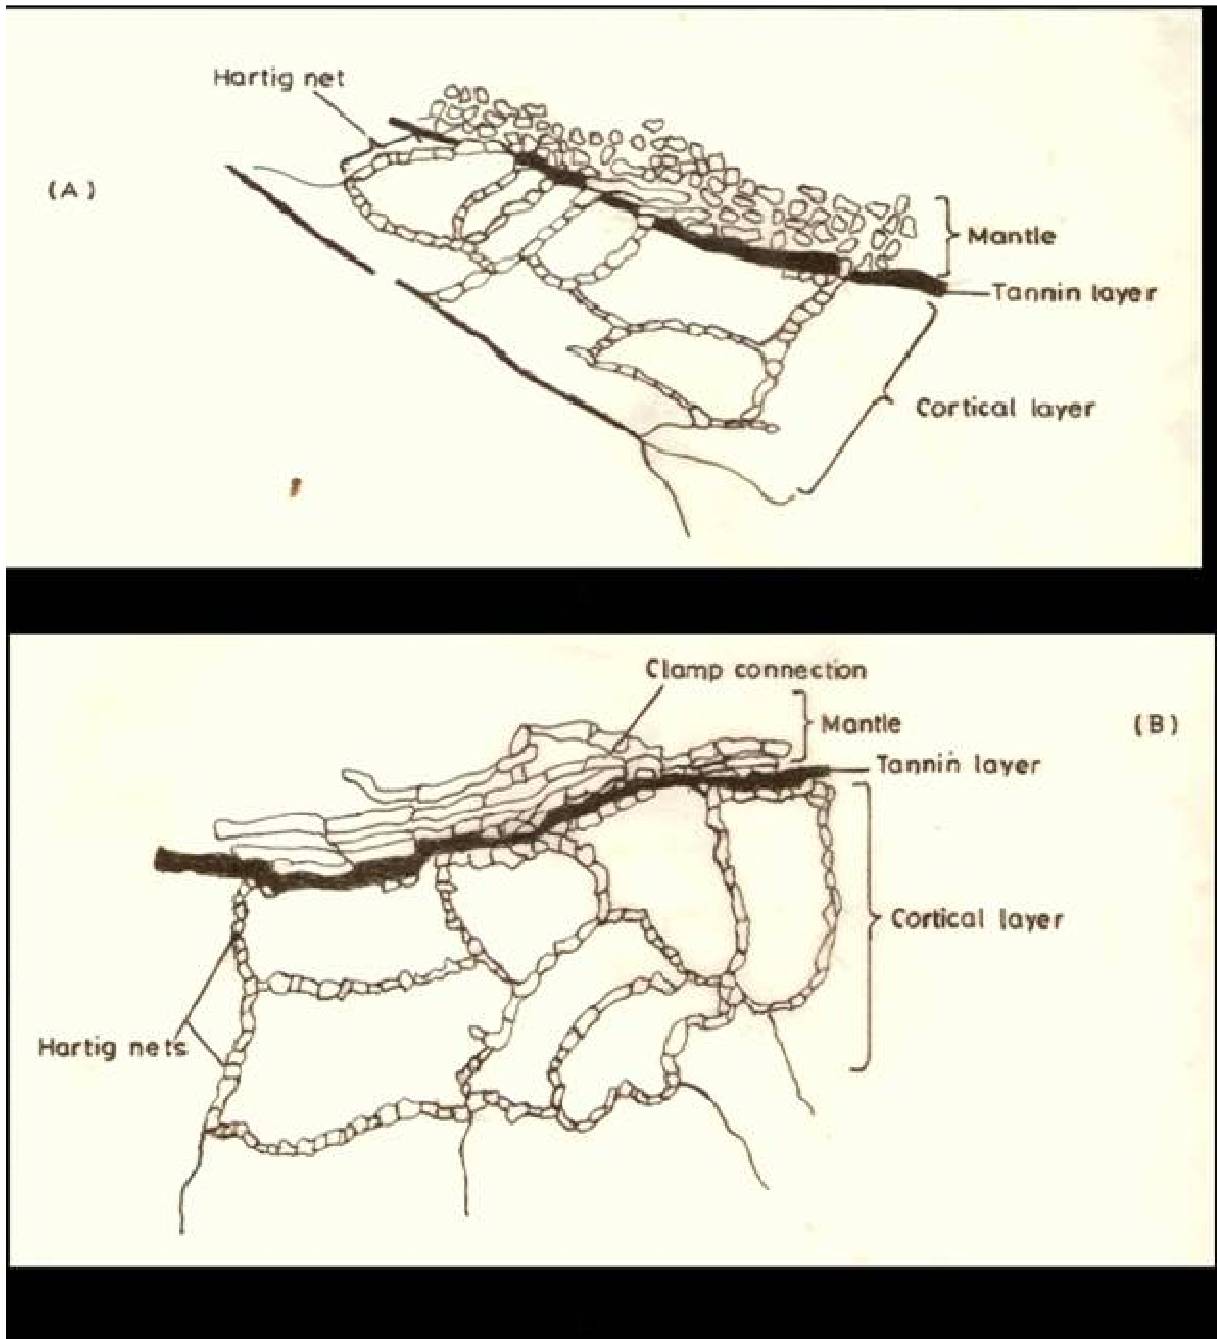 Hartig net
(A)
Mantle
Tannin layer
Cortical layer
Clamp connection
Mantle
(B)
Tannin layer
Cortical layer
Hartig nets